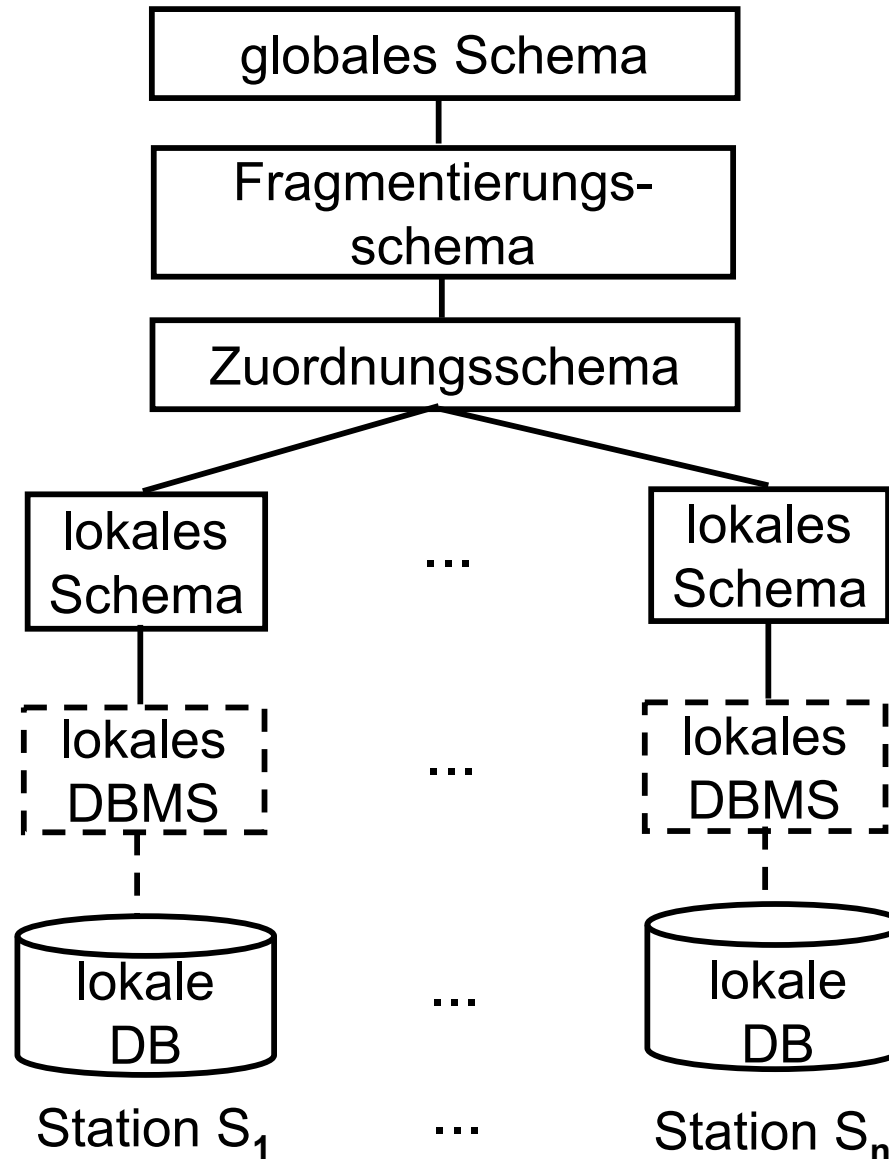 globales Schema
Fragmentierungs-
schema
Zuordnungsschema
lokales
Schema
...
lokales
Schema
lokales
DBMS
...
lokales
DBMS
lokale
DB
...
lokale
DB
Station S₁
...
Station Sₙ